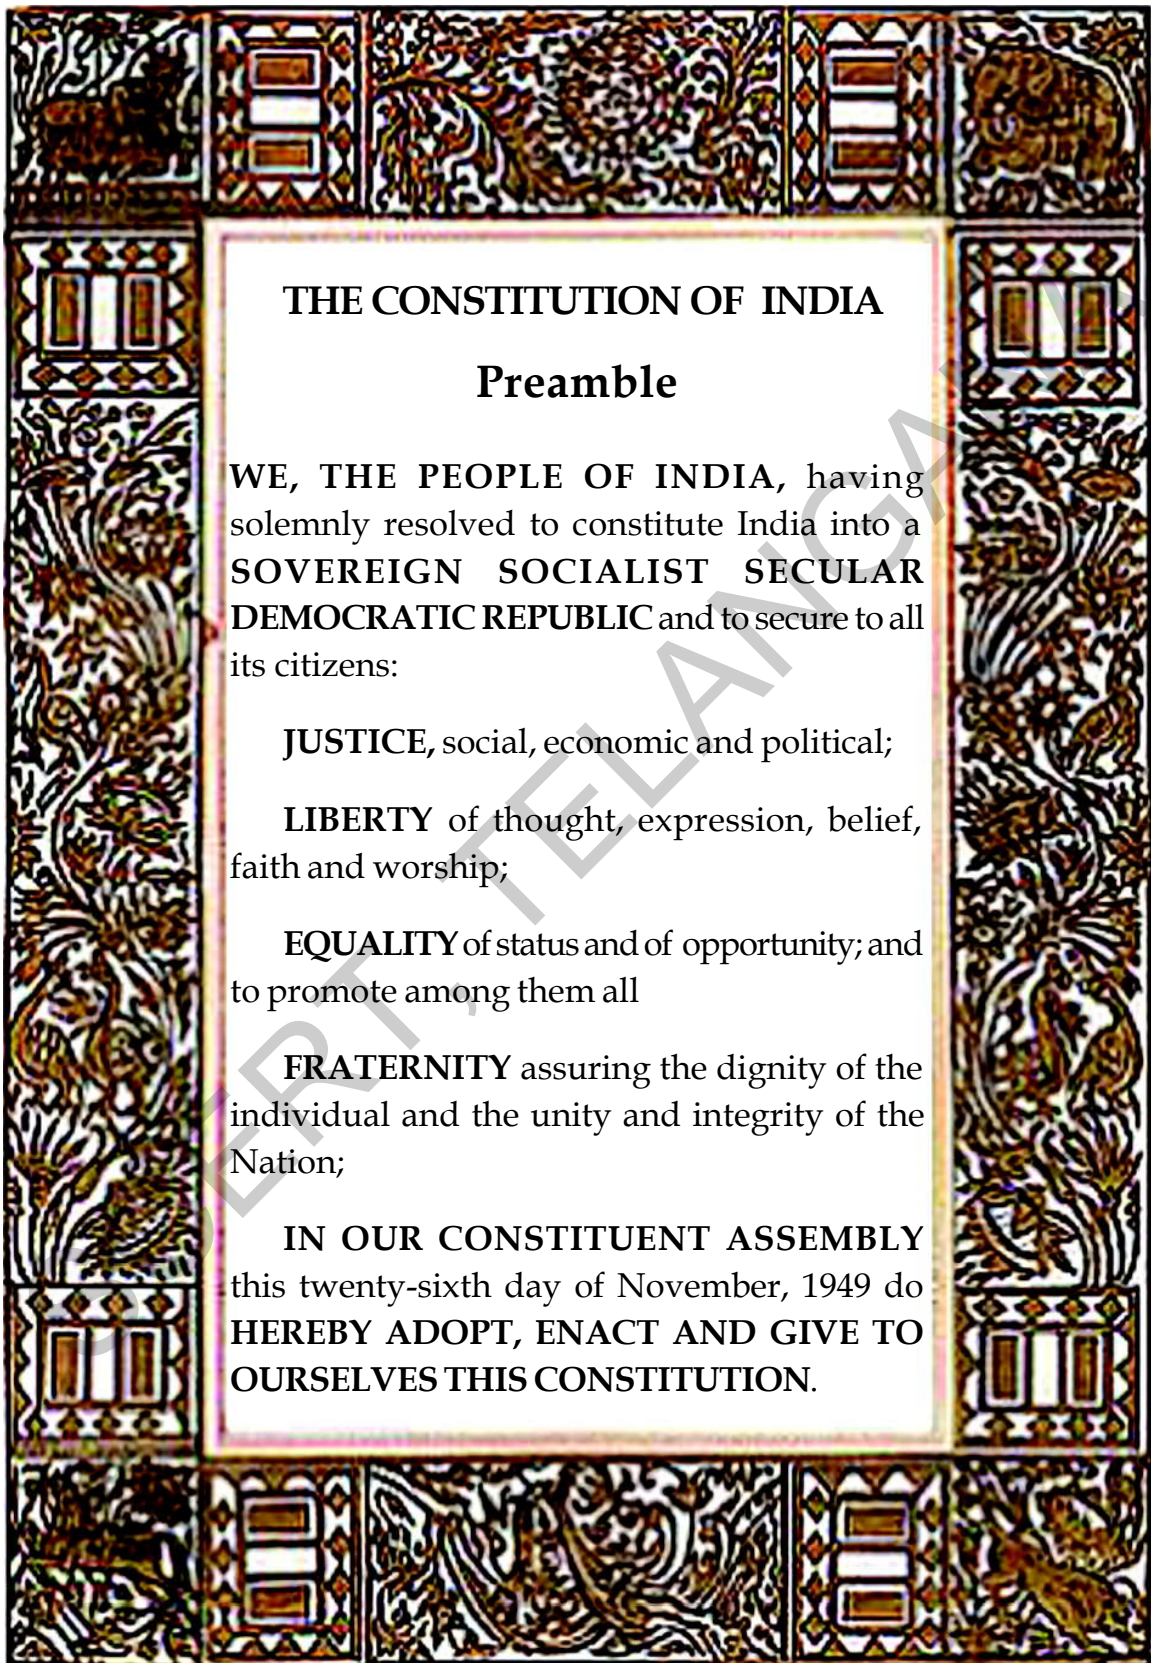 THE CONSTITUTION OF INDIA
Preamble
WE, THE PEOPLE OF INDIA, having
solemnly resolved to constitute India into a
SOVEREIGN SOCIALIST SECULAR
DEMOCRATIC REPUBLIC and to secure to all
its citizens:
JUSTICE, social, economic and political;
LIBERTY of thought, expression, belief,
faith and worship;
EQUALITY of status and of opportunity; and
to promote among them all
FRATERNITY assuring the dignity of the
individual and the unity and integrity of the
Nation;
IN OUR CONSTITUENT ASSEMBLY
this twenty-sixth day of November, 1949 do
HEREBY ADOPT, ENACT AND GIVE TO
OURSELVES THIS CONSTITUTION.
SCERT, TELANGANA